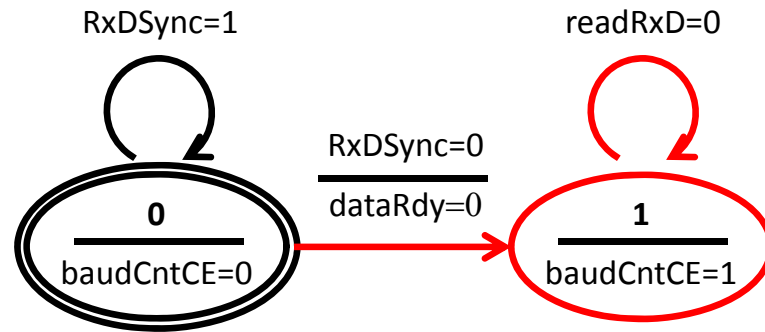 RxDSync=1
readRxD=0
RxDSync=0
dataRdy=0
0
baudCntCE=0
1
baudCntCE=1